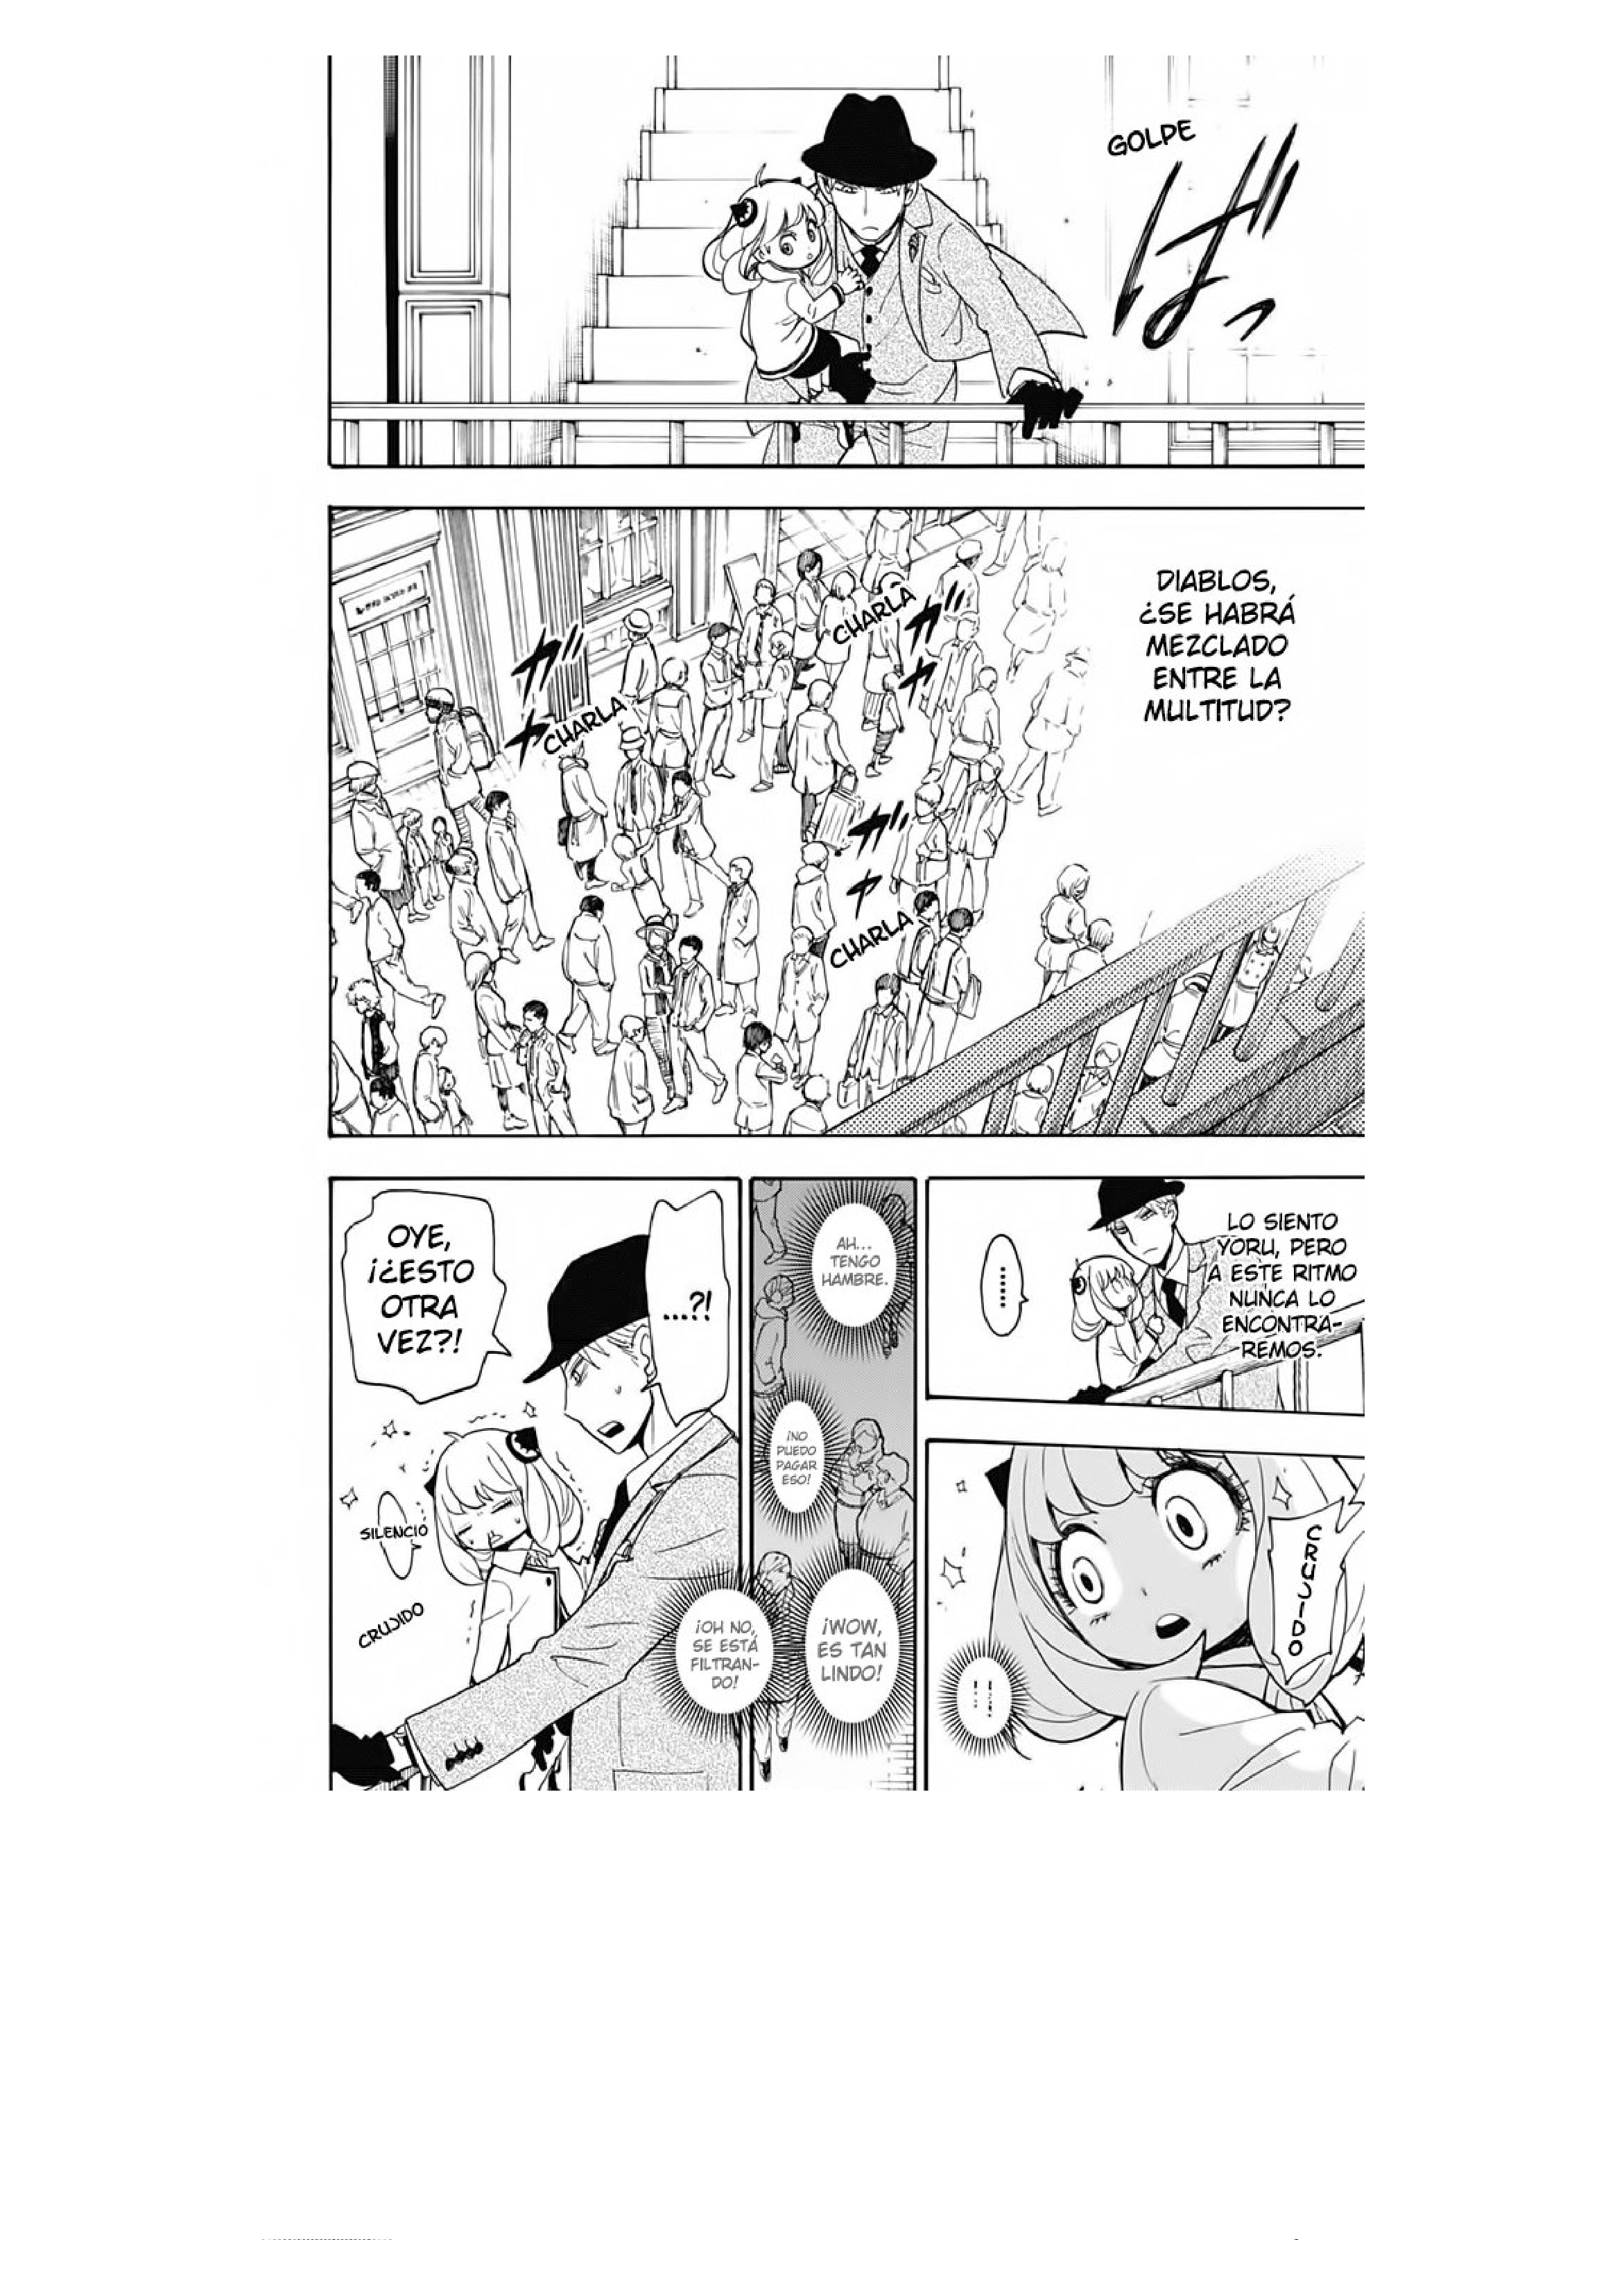 GOLPE
ばっ
DIABLOS,
¿SE HABRÁ
MEZCLADO
ENTRE LA
MULTITUD?
CHARLA
ガヤ
CHARLA
ガヤ
CHARLA
ガヤ
LO SIENTO
YORU, PERO
A ESTE RITMO
NUNCA LO
ENCONTRA-
REMOS.
......
CRUJIDO
!!
AH...
TENGO
HAMBRE.
¡NO
PUEDO
PAGAR
ESO!
¡WOW,
ES TAN
LINDO!
¡OH NO,
SE ESTÁ
FILTRAN-
DO!
...?!
OYE,
¡¿ESTO
OTRA
VEZ?!
SILENCIO
CRUJIDO